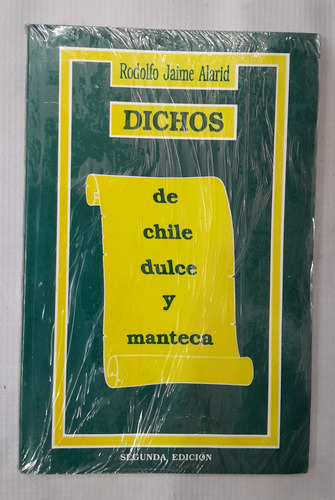 Rodolfo Jaime Alarid
DICHOS
de
chile
dulce
y
manteca
SEGUNDA EDICION